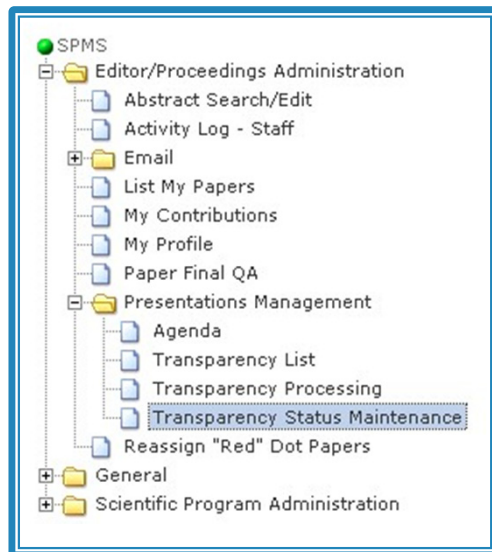 SPMS
Editor/Proceedings Administration
Abstract Search/Edit
Activity Log - Staff
Email
List My Papers
My Contributions
My Profile
Paper Final QA
Presentations Management
Agenda
Transparency List
Transparency Processing
Transparency Status Maintenance
Reassign "Red" Dot Papers
General
Scientific Program Administration